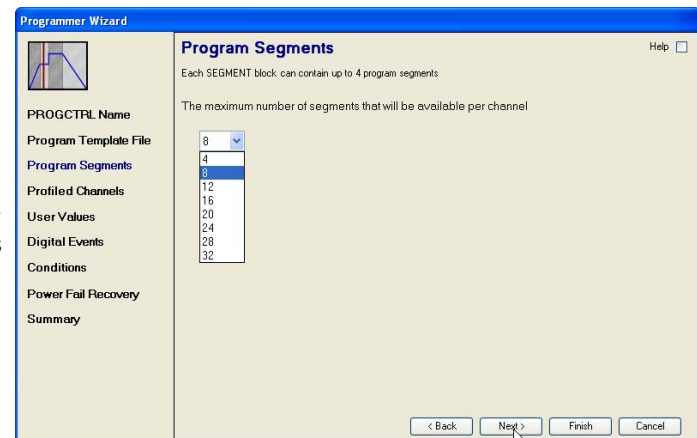 Programmer Wizard
Program Segments
Help
Each SEGMENT block can contain up to 4 program segments
The maximum number of segments that will be available per channel
PROGCTRL Name
Program Template File
Program Segments
Profiled Channels
User Values
Digital Events
Conditions
Power Fail Recovery
Summary
8
4
8
12
16
20
24
28
32
< Back
Next >
Finish
Cancel